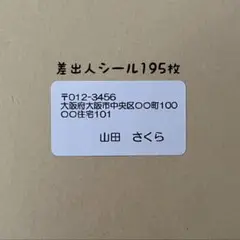 差出人シール195枚
〒012-3456
大阪府大阪市中央区〇〇町100
〇〇住宅101
山田　さくら